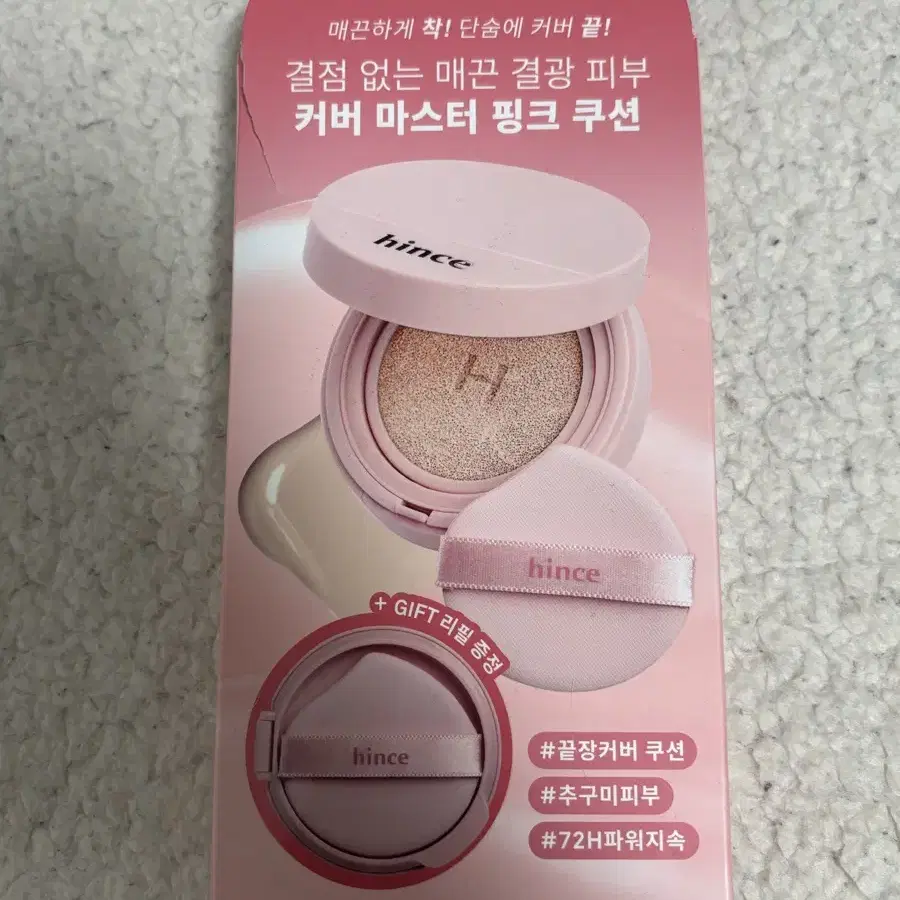 매끈하게 착! 단숨에 커버 끝!
결점 없는 매끈 결광 피부
커버 마스터 핑크 쿠션
hince
H
hince
+ GIFT 리필 증정
hince
#끝장커버 쿠션
#추구미피부
#72H파워지속